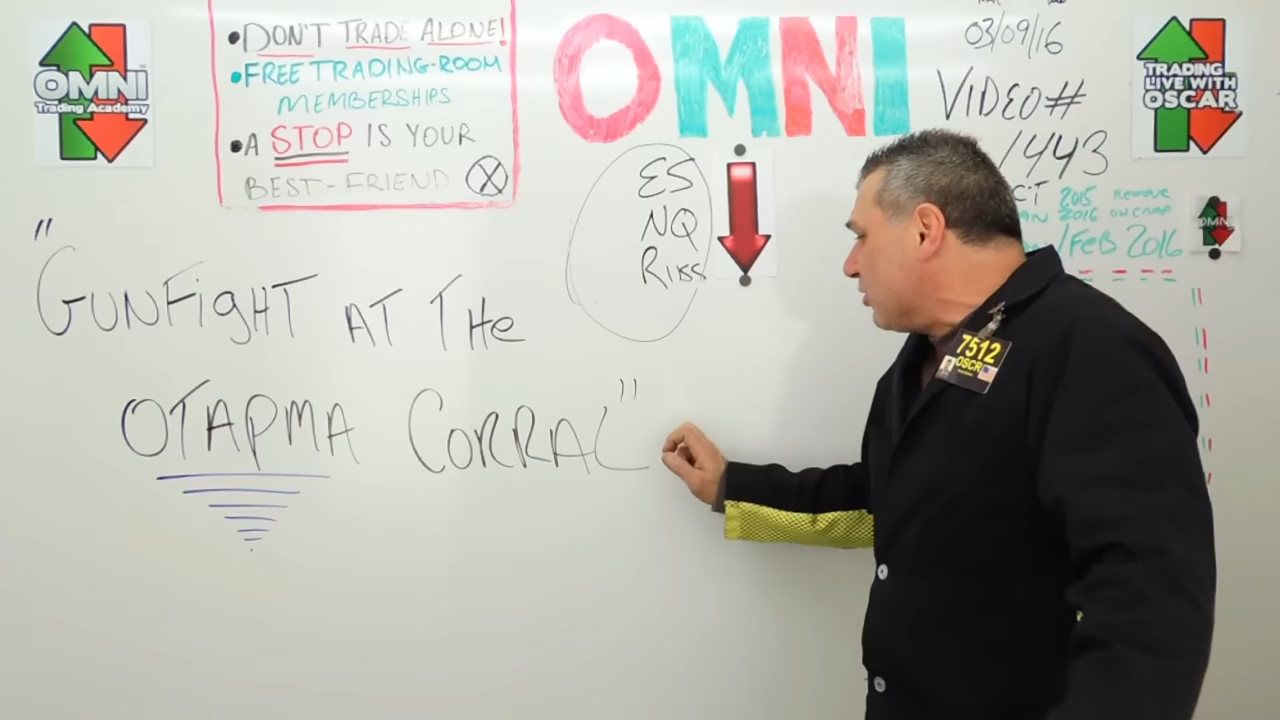 OMNI
Trading Academy
•DON'T TRADE ALONE!
•FREE TRADING-ROOM
MEMBERSHIPS
•A STOP IS YOUR
BEST-FRIEND
OMNI
ES
NQ
03/09/16
VIDEO#
1443
2015 REMOVE
2016 ON CHAP
/FEB 2016
TRADING
LIVE WITH
OSCAR
OMNI
"GUNFIGHT AT THE
OTAPMA CORRAL"
7512
OSCR